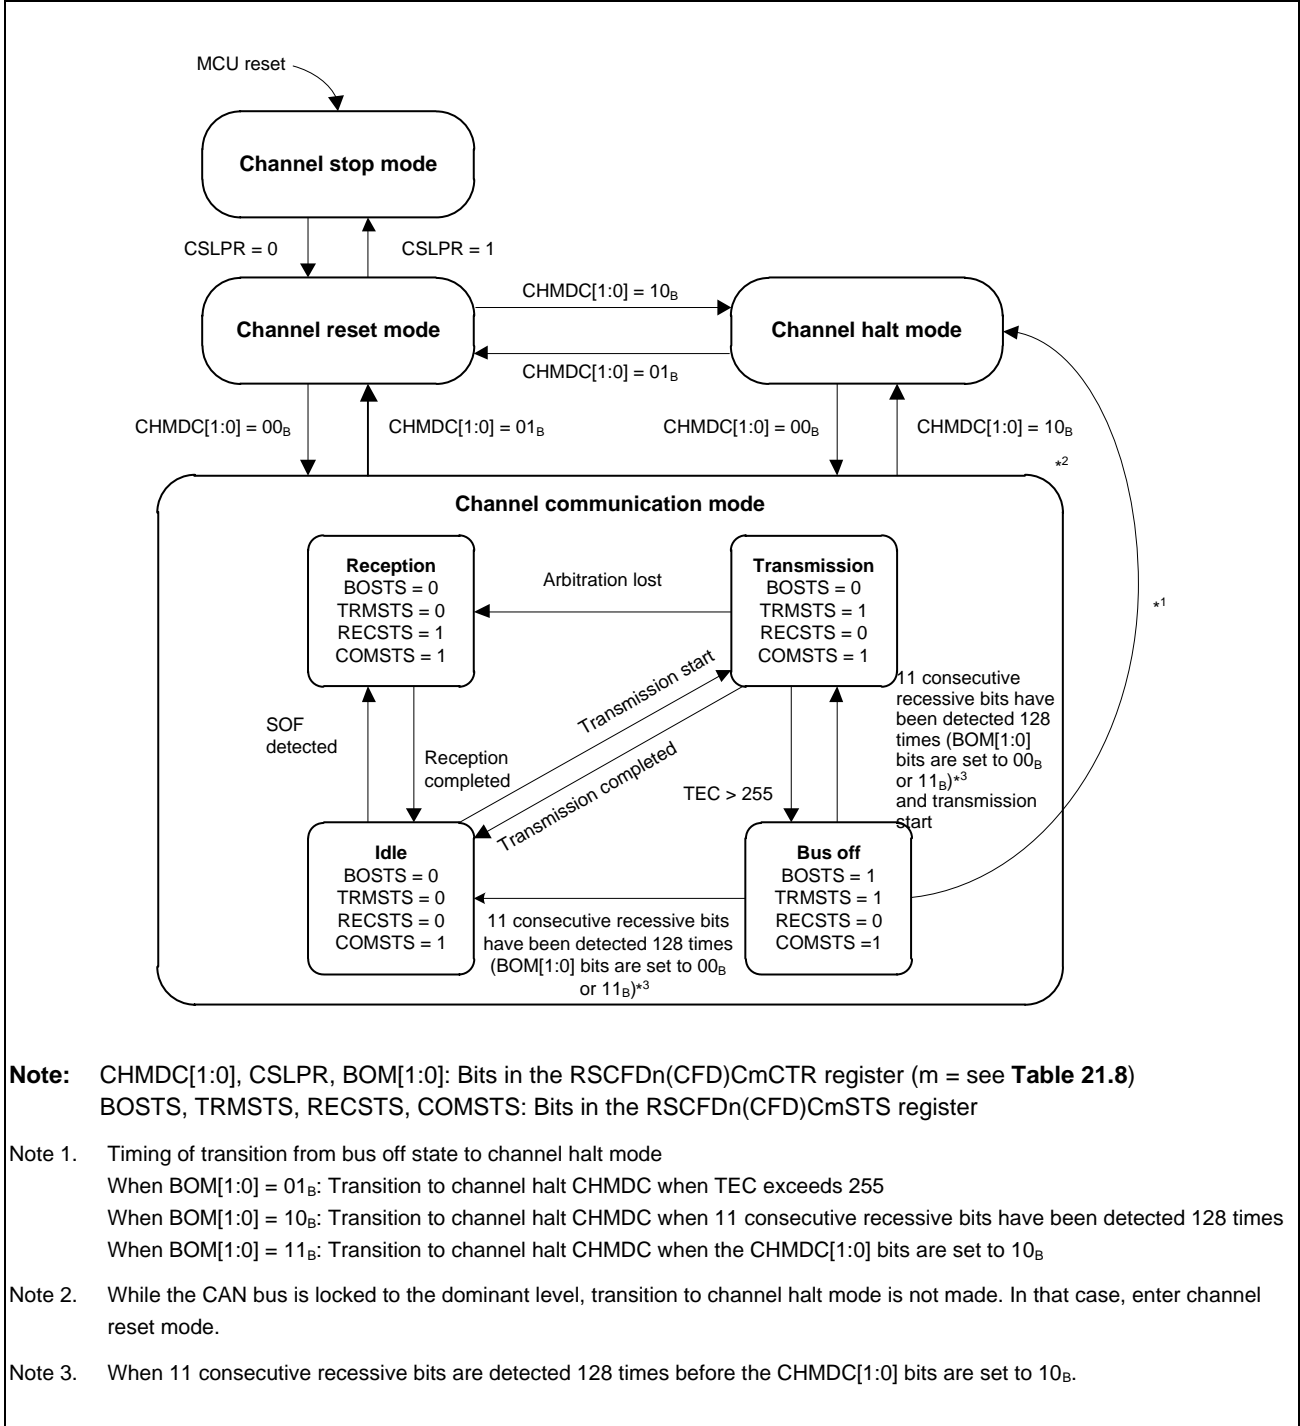 MCU reset
Channel stop mode
CSLPR = 0
CSLPR = 1
Channel reset mode
CHMDC[1:0] = 10B
CHMDC[1:0] = 01B
Channel halt mode
CHMDC[1:0] = 00B
CHMDC[1:0] = 01B
CHMDC[1:0] = 00B
CHMDC[1:0] = 10B
*2
*1
Channel communication mode
Reception
BOSTS = 0
TRMSTS = 0
RECSTS = 1
COMSTS = 1
Arbitration lost
Transmission
BOSTS = 0
TRMSTS = 1
RECSTS = 0
COMSTS = 1
SOF
detected
Reception
completed
Transmission start
Transmission completed
TEC > 255
11 consecutive
recessive bits have
been detected 128
times (BOM[1:0]
bits are set to 00B
or 11B)*3
and transmission
start
Idle
BOSTS = 0
TRMSTS = 0
RECSTS = 0
COMSTS = 1
11 consecutive recessive bits
have been detected 128 times
(BOM[1:0] bits are set to 00B
or 11B)*3
Bus off
BOSTS = 1
TRMSTS = 1
RECSTS = 0
COMSTS =1
Note: CHMDC[1:0], CSLPR, BOM[1:0]: Bits in the RSCFDn(CFD)CmCTR register (m = see Table 21.8)
BOSTS, TRMSTS, RECSTS, COMSTS: Bits in the RSCFDn(CFD)CmSTS register
Note 1. Timing of transition from bus off state to channel halt mode
When BOM[1:0] = 01B: Transition to channel halt CHMDC when TEC exceeds 255
When BOM[1:0] = 10B: Transition to channel halt CHMDC when 11 consecutive recessive bits have been detected 128 times
When BOM[1:0] = 11B: Transition to channel halt CHMDC when the CHMDC[1:0] bits are set to 10B
Note 2. While the CAN bus is locked to the dominant level, transition to channel halt mode is not made. In that case, enter channel
reset mode.
Note 3. When 11 consecutive recessive bits are detected 128 times before the CHMDC[1:0] bits are set to 10B.